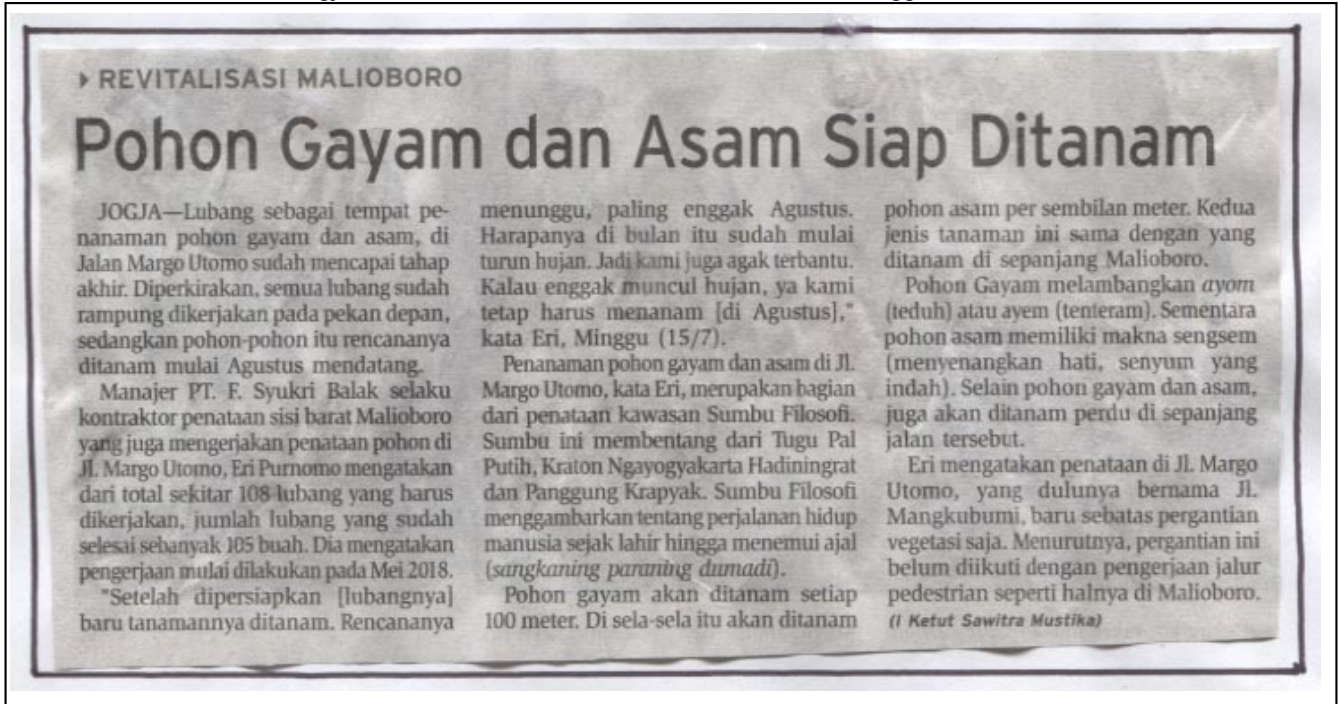 REVITALISASI MALIOBORO
Pohon Gayam dan Asam Siap Ditanam
JOGJA—Lubang sebagai tempat pe-
nanaman pohon gayam dan asam, di
Jalan Margo Utomo sudah mencapai tahap
akhir. Diperkirakan, semua lubang sudah
rampung dikerjakan pada pekan depan,
sedangkan pohon-pohon itu rencananya
ditanam mulai Agustus mendatang.
Manajer PT. F. Syukri Balak selaku
kontraktor penataan sisi barat Malioboro
yang juga mengerjakan penataan pohon di
Jl. Margo Utomo, Eri Purnomo mengatakan
dari total sekitar 108 lubang yang harus
dikerjakan, jumlah lubang yang sudah
selesai sebanyak 105 buah. Dia mengatakan
pengerjaan mulai dilakukan pada Mei 2018.
"Setelah dipersiapkan [lubangnya]
baru tanamannya ditanam. Rencananya
menunggu, paling enggak Agustus.
Harapanya di bulan itu sudah mulai
turun hujan. Jadi kami juga agak terbantu.
Kalau enggak muncul hujan, ya kami
tetap harus menanam [di Agustus],"
kata Eri, Minggu (15/7).
Penanaman pohon gayam dan asam di Jl.
Margo Utomo, kata Eri, merupakan bagian
dari penataan kawasan Sumbu Filosofi.
Sumbu ini membentang dari Tugu Pal
Putih, Kraton Ngayogyakarta Hadiningrat
dan Panggung Krapyak. Sumbu Filosofi
menggambarkan tentang perjalanan hidup
manusia sejak lahir hingga menemui ajal
(sangkaning paraning dumadi).
Pohon gayam akan ditanam setiap
100 meter. Di sela-sela itu akan ditanam
pohon asam per sembilan meter. Kedua
jenis tanaman ini sama dengan yang
ditanam di sepanjang Malioboro.
Pohon Gayam melambangkan ayom
(teduh) atau ayem (tenteram). Sementara
pohon asam memiliki makna sengsem
(menyenangkan hati, senyum yang
indah). Selain pohon gayam dan asam,
juga akan ditanam perdu di sepanjang
jalan tersebut.
Eri mengatakan penataan di Jl. Margo
Utomo, yang dulunya bernama Jl.
Mangkubumi, baru sebatas pergantian
vegetasi saja. Menurutnya, pergantian ini
belum diikuti dengan pengerjaan jalur
pedestrian seperti halnya di Malioboro.
(I Ketut Sawitra Mustika)